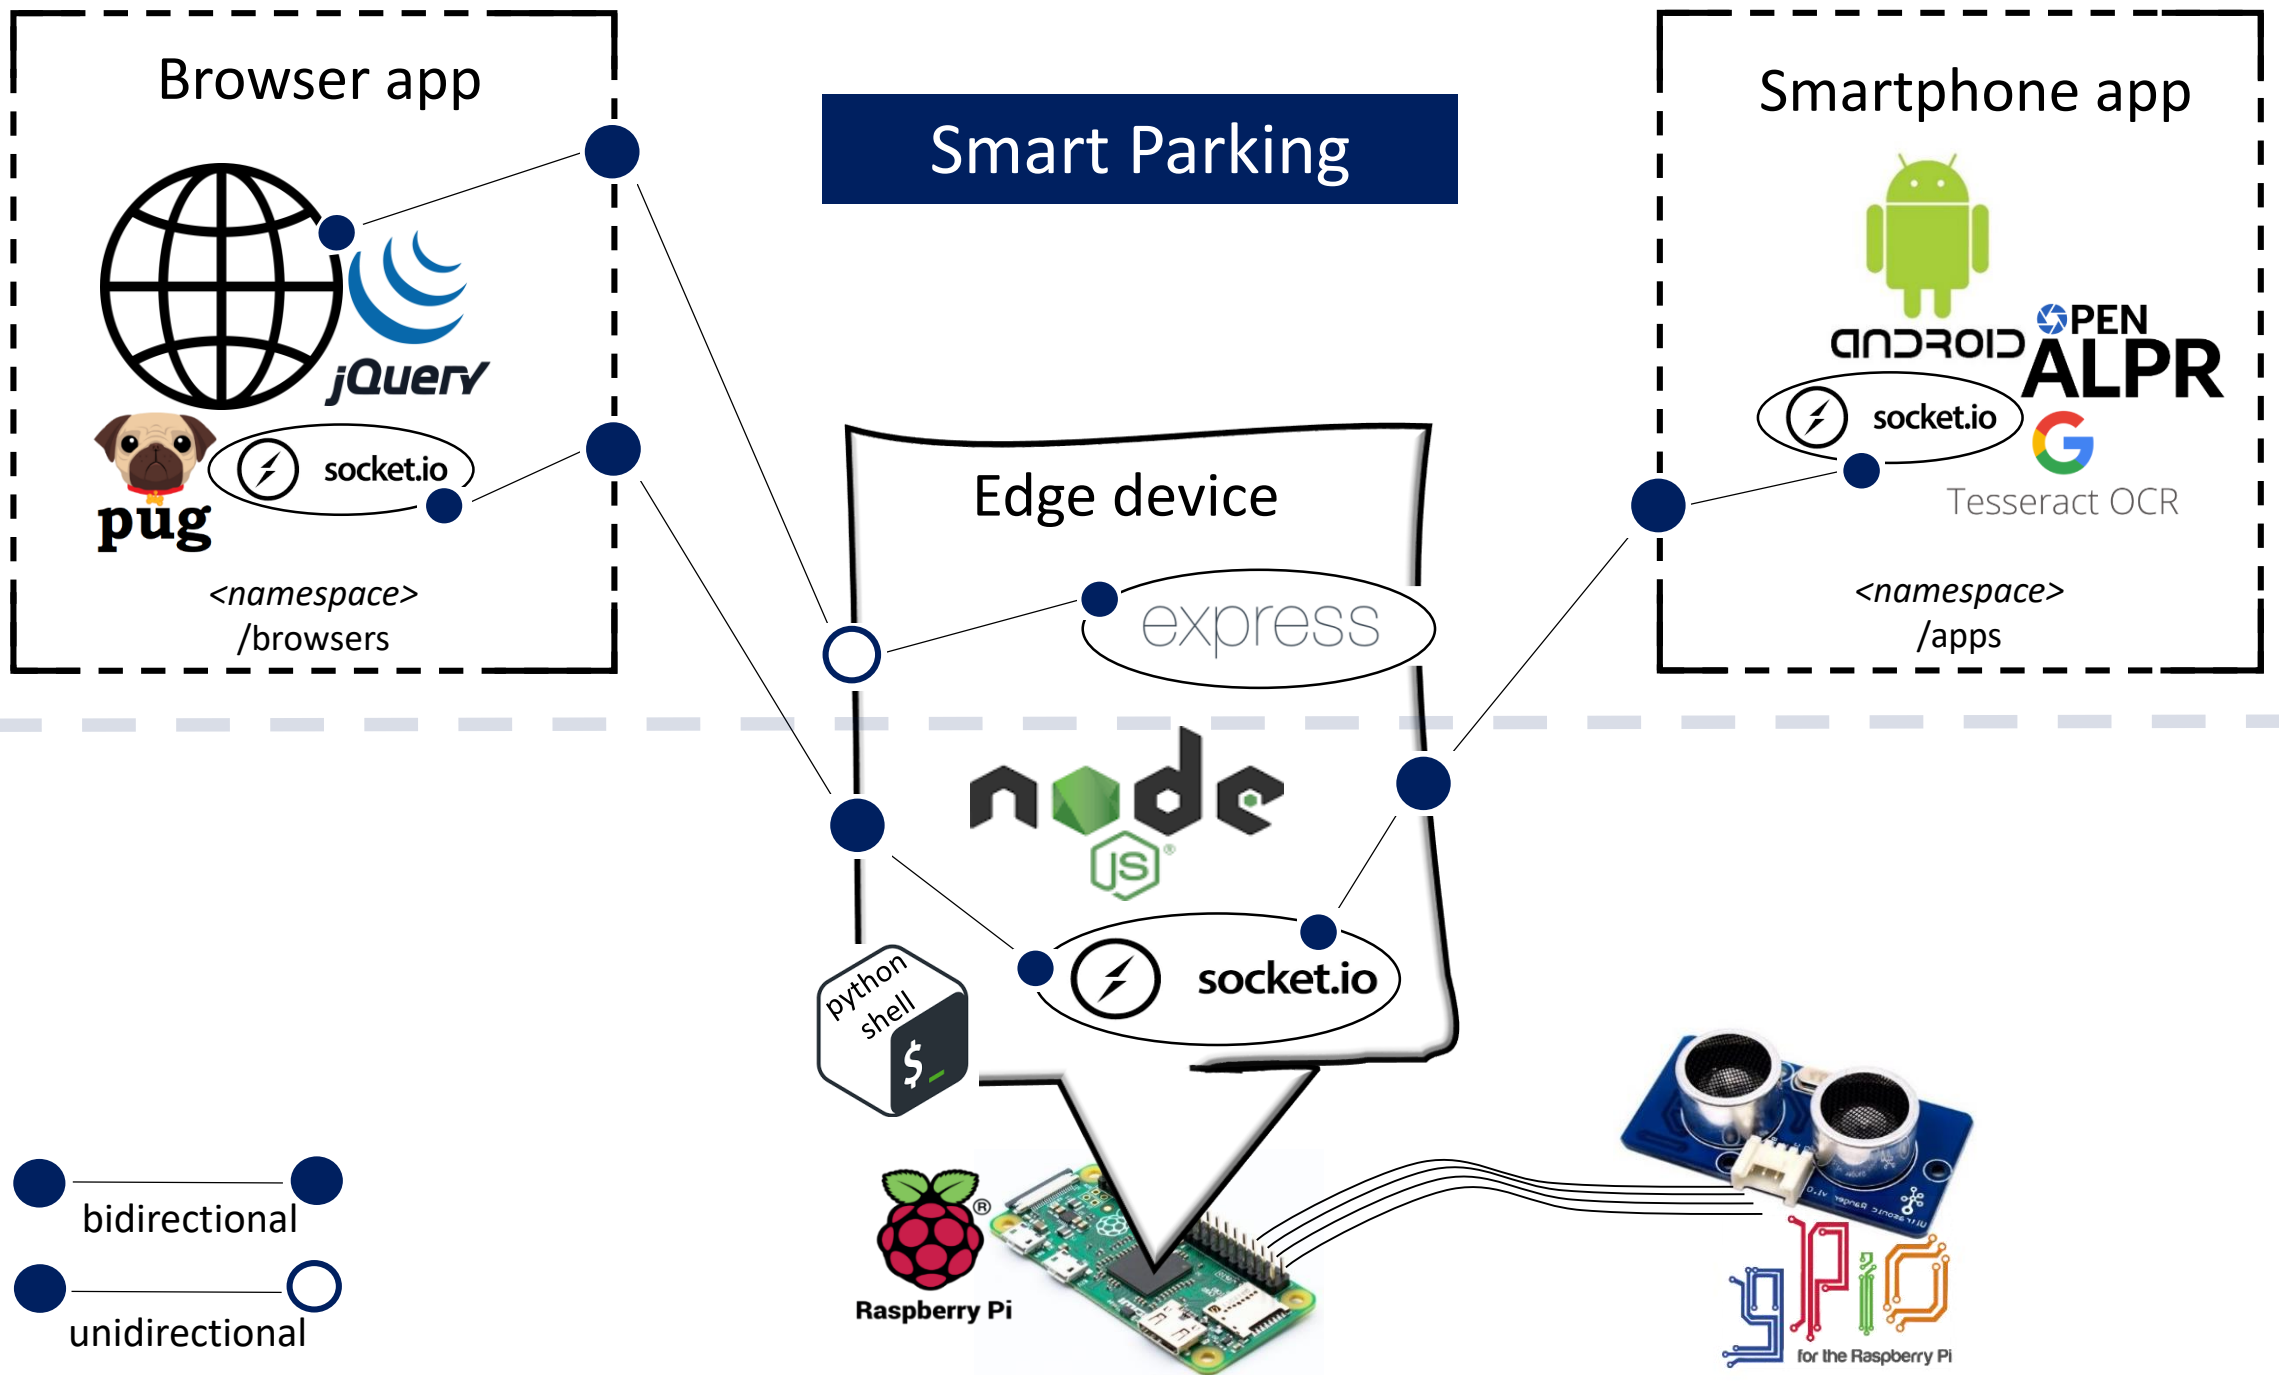 Smart Parking
Browser app
jQuery
pug
socket.io
<namespace>
/browsers
Smartphone app
ANDROID
OPEN
ALPR
socket.io
Tesseract OCR
<namespace>
/apps
Edge device
express
node
JS®
socket.io
python
shell
$_
®
Raspberry Pi
gPiO
for the Raspberry Pi
bidirectional
unidirectional